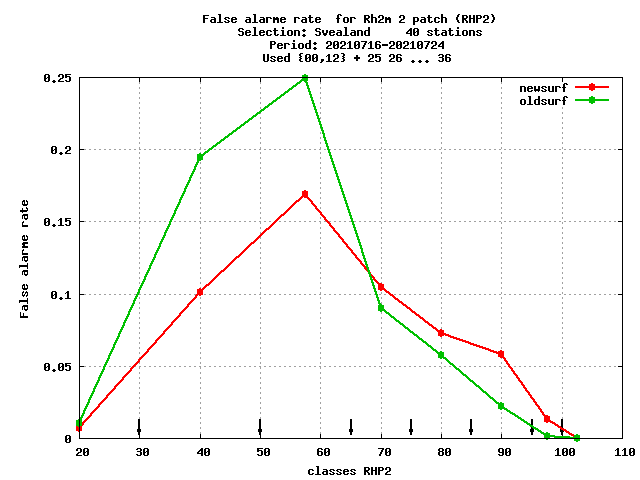 False alarme rate  for Rh2m 2 patch (RHP2)
Selection: Svealand     40 stations
Period: 20210716-20210724
Used {00,12} + 25 26 ... 36
newsurf
oldsurf
0.25
0.2
0.15
0.1
0.05
0
False alarme rate
20 30 40 50 60 70 80 90 100 110
classes RHP2